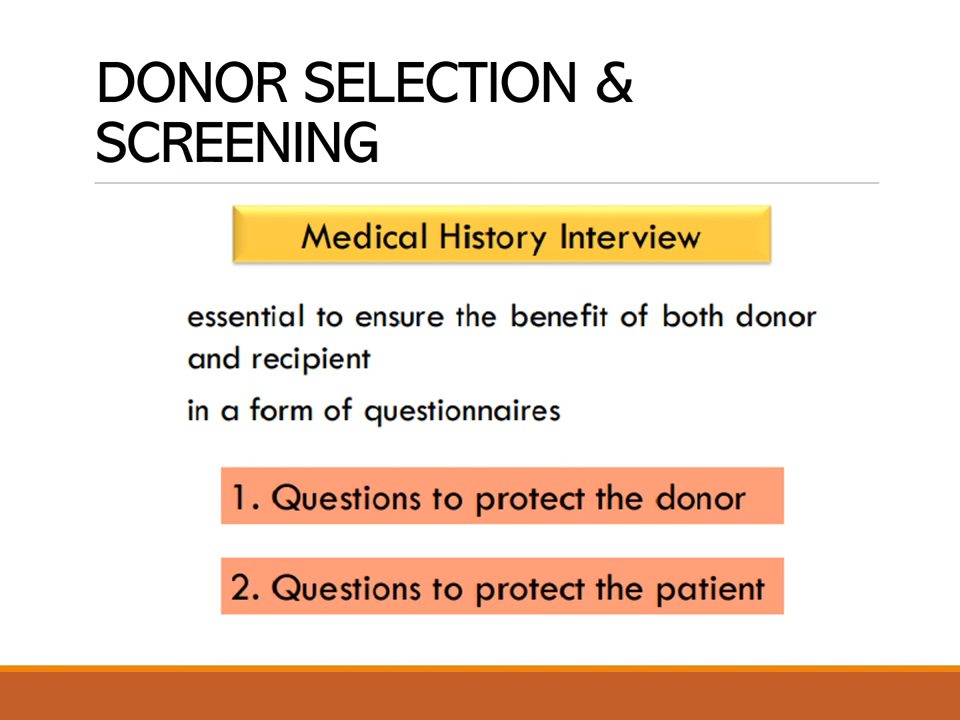 DONOR SELECTION &
SCREENING
Medical History Interview
essential to ensure the benefit of both donor
and recipient
in a form of questionnaires
1. Questions to protect the donor
2. Questions to protect the patient